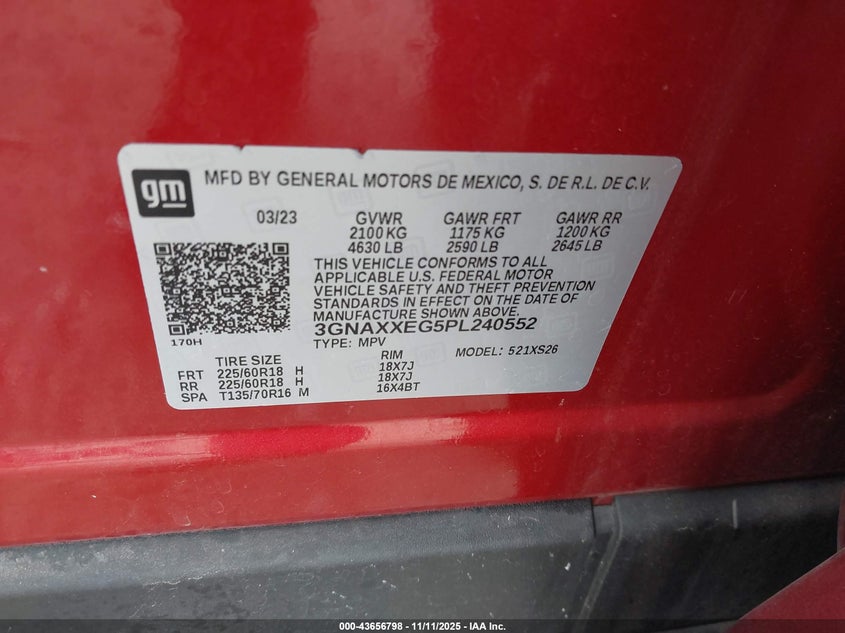 gm
MFD BY GENERAL MOTORS DE MEXICO, S. DE R.L. DE C.V.
03/23 GVWR GAWR FRT GAWR RR
2100 KG 1175 KG 1200 KG
4630 LB 2590 LB 2645 LB
THIS VEHICLE CONFORMS TO ALL
APPLICABLE U.S. FEDERAL MOTOR
VEHICLE SAFETY AND THEFT PREVENTION
STANDARDS IN EFFECT ON THE DATE OF
MANUFACTURE SHOWN ABOVE.
170H
3GNAXXEG5PL240552
TYPE: MPV MODEL: 521XS26
TIRE SIZE RIM
FRT 225/60R18 H 18X7J
RR 225/60R18 H 18X7J
SPA T135/70R16 M 16X4BT
000-43656798 - 11/11/2025 - IAA Inc.